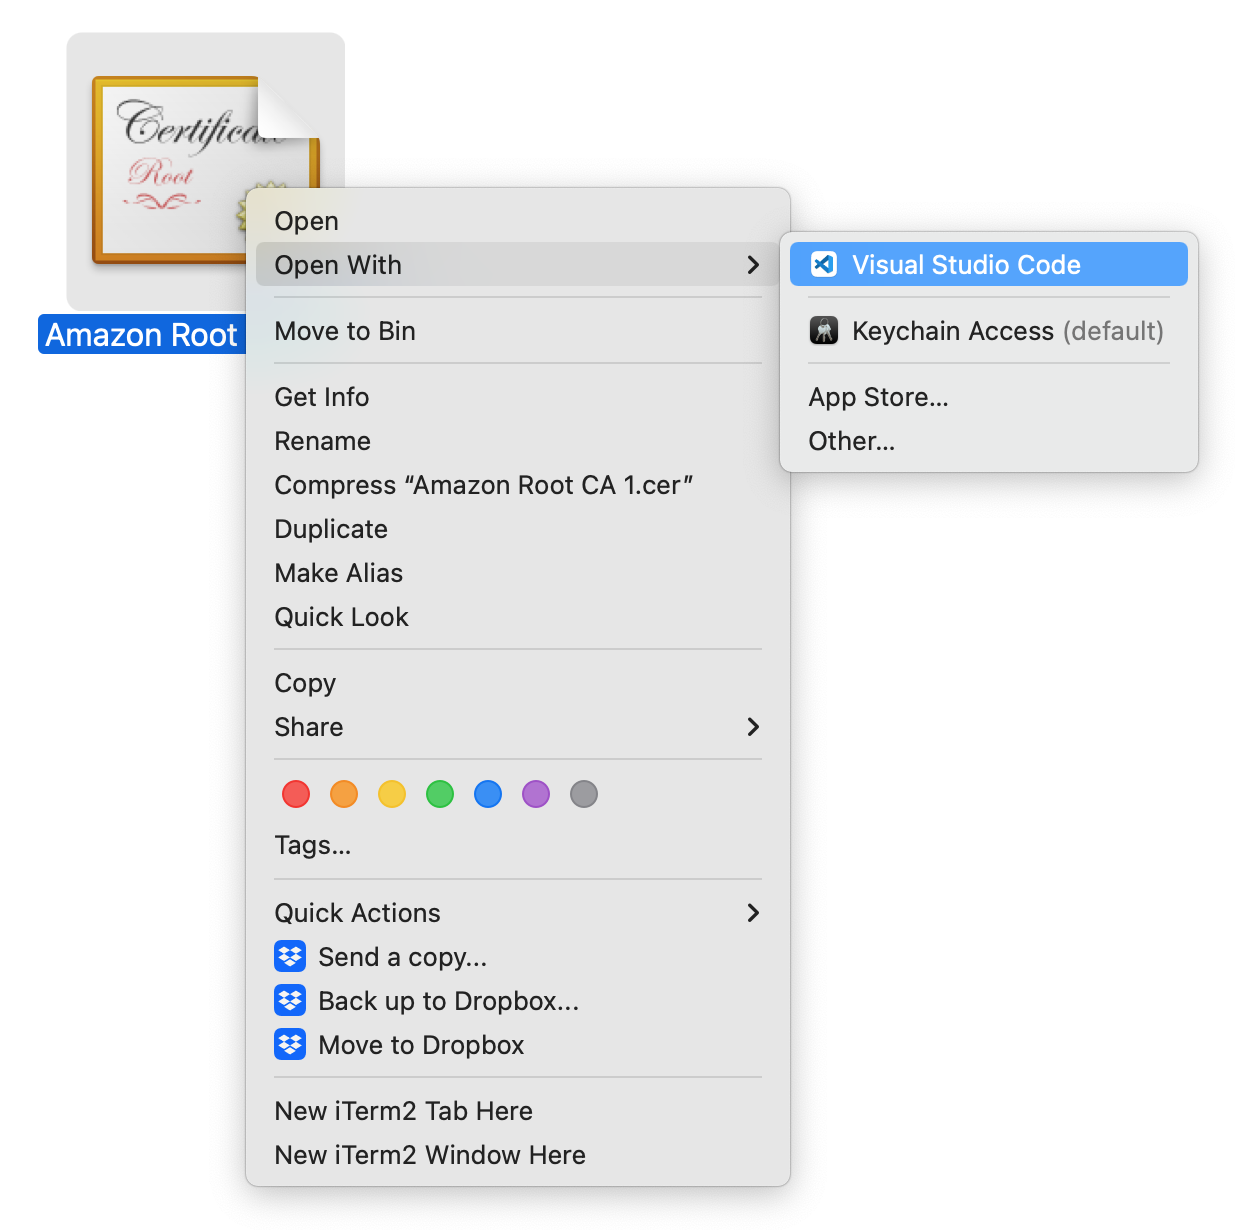 Certificate
Root
Amazon Root
Open
Open With
Move to Bin
Get Info
Rename
Compress “Amazon Root CA 1.cer”
Duplicate
Make Alias
Quick Look
Copy
Share
Tags...
Quick Actions
Send a copy...
Back up to Dropbox...
Move to Dropbox
New iTerm2 Tab Here
New iTerm2 Window Here
Visual Studio Code
Keychain Access (default)
App Store...
Other...